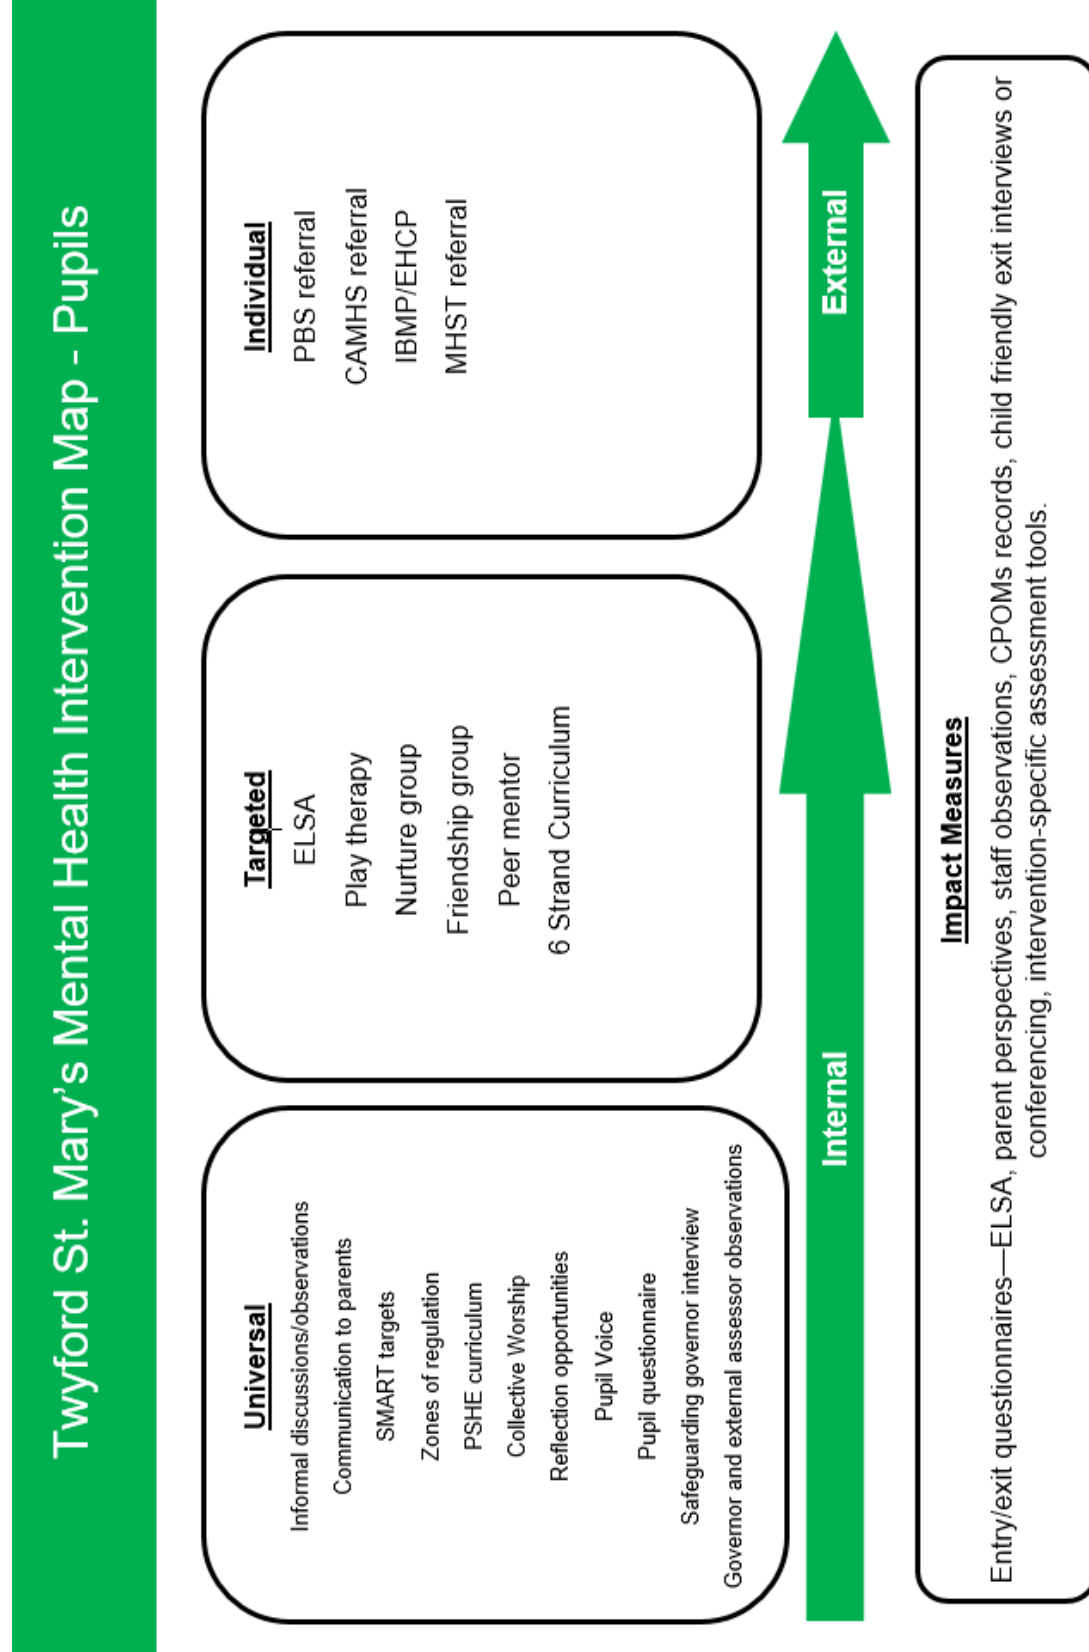 Twyford St. Mary’s Mental Health Intervention Map - Pupils
Universal
Informal discussions/observations
Communication to parents
SMART targets
Zones of regulation
PSHE curriculum
Collective Worship
Reflection opportunities
Pupil Voice
Pupil questionnaire
Safeguarding governor interview
Governor and external assessor observations
Targeted
ELSA
Play therapy
Nurture group
Friendship group
Peer mentor
6 Strand Curriculum
Individual
PBS referral
CAMHS referral
IBMP/EHCP
MHST referral
Internal
External
Impact Measures
Entry/exit questionnaires—ELSA, parent perspectives, staff observations, CPOMs records, child friendly exit interviews or
conferencing, intervention-specific assessment tools.